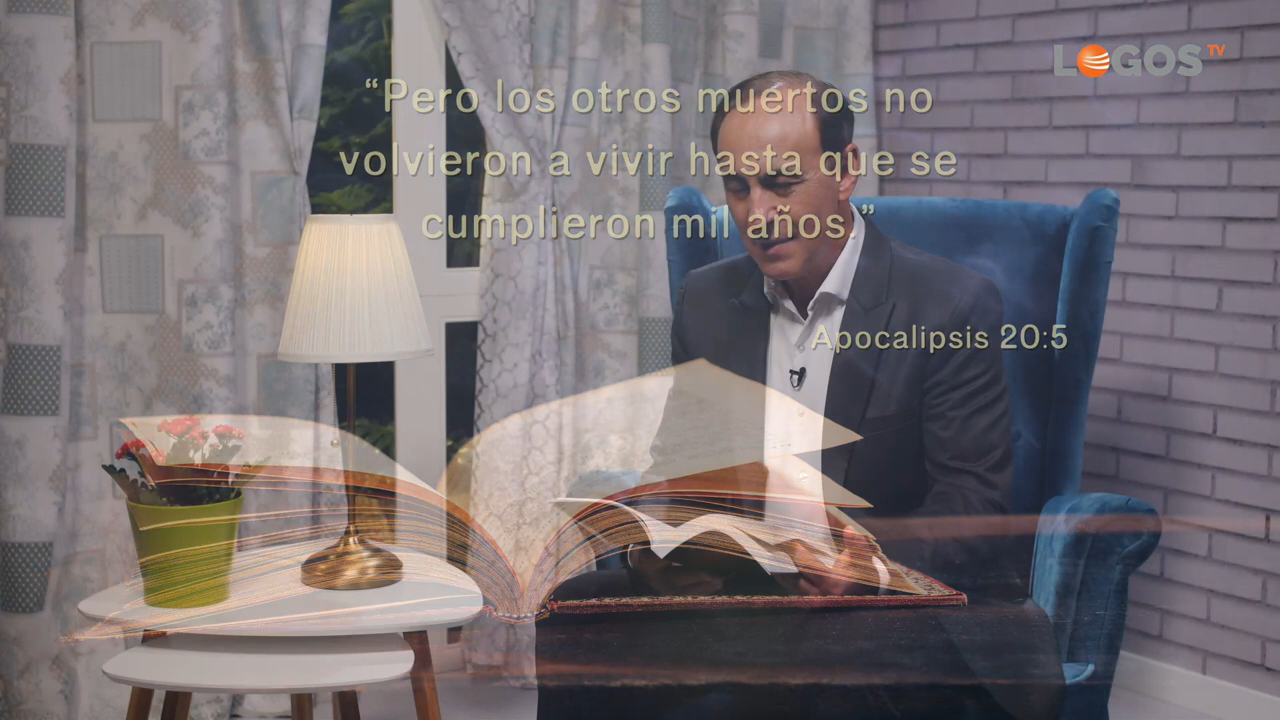 LOGOS TV
“Pero los otros muertos no
volvieron a vivir hasta que se
cumplieron mil años.”
Apocalipsis 20:5